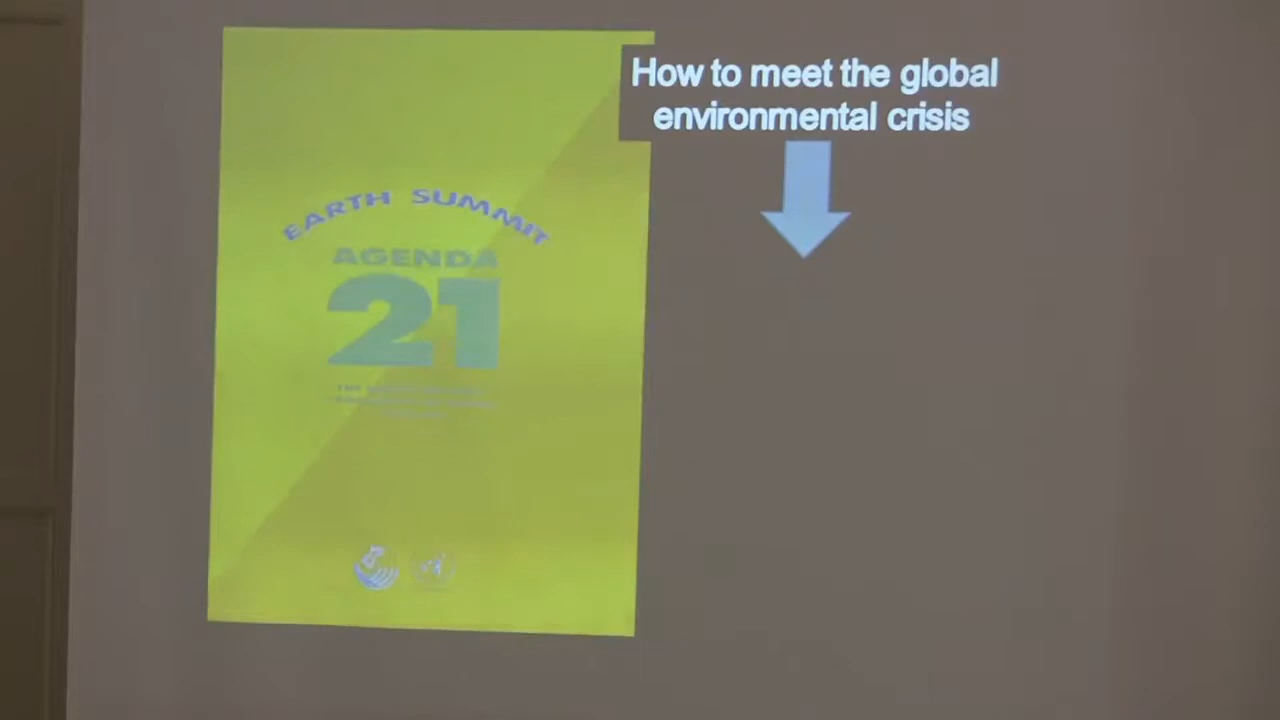 How to meet the global
environmental crisis
EARTH SUMMIT
AGENDA
21